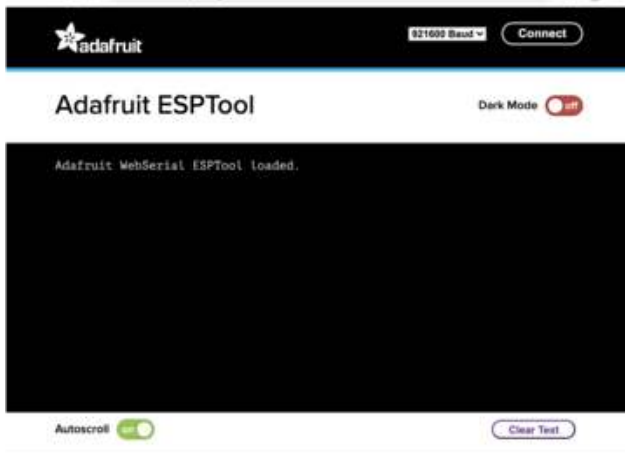 adafruit
921600 Baud
Connect
Adafruit ESPTool
Dark Mode
off
Adafruit WebSerial ESPTool loaded.
Autoscroll
on
Clear Text